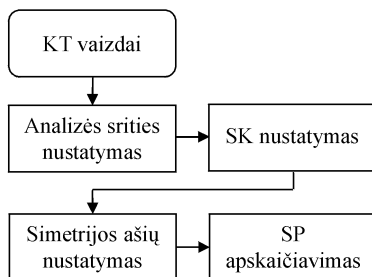 KT vaizdai
Analizės srities
nustatymas
SK nustatymas
Simetrijos ašių
nustatymas
SP
apskaičiavimas